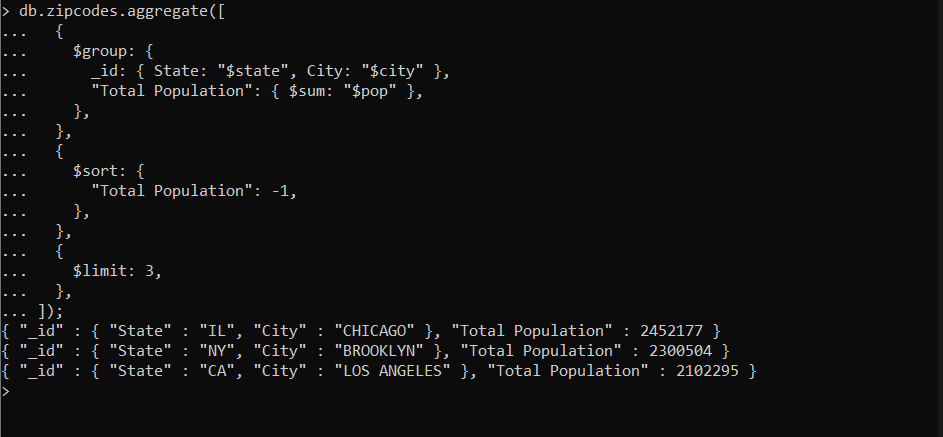 > db.zipcodes.aggregate([
...   {
...     $group: {
...       _id: { State: "$state", City: "$city" },
...       "Total Population": { $sum: "$pop" },
...     },
...   },
...   {
...     $sort: {
...       "Total Population": -1,
...     },
...   },
...   {
...     $limit: 3,
...   },
... ]);
{ "_id" : { "State" : "IL", "City" : "CHICAGO" }, "Total Population" : 2452177 }
{ "_id" : { "State" : "NY", "City" : "BROOKLYN" }, "Total Population" : 2300504 }
{ "_id" : { "State" : "CA", "City" : "LOS ANGELES" }, "Total Population" : 2102295 }
>